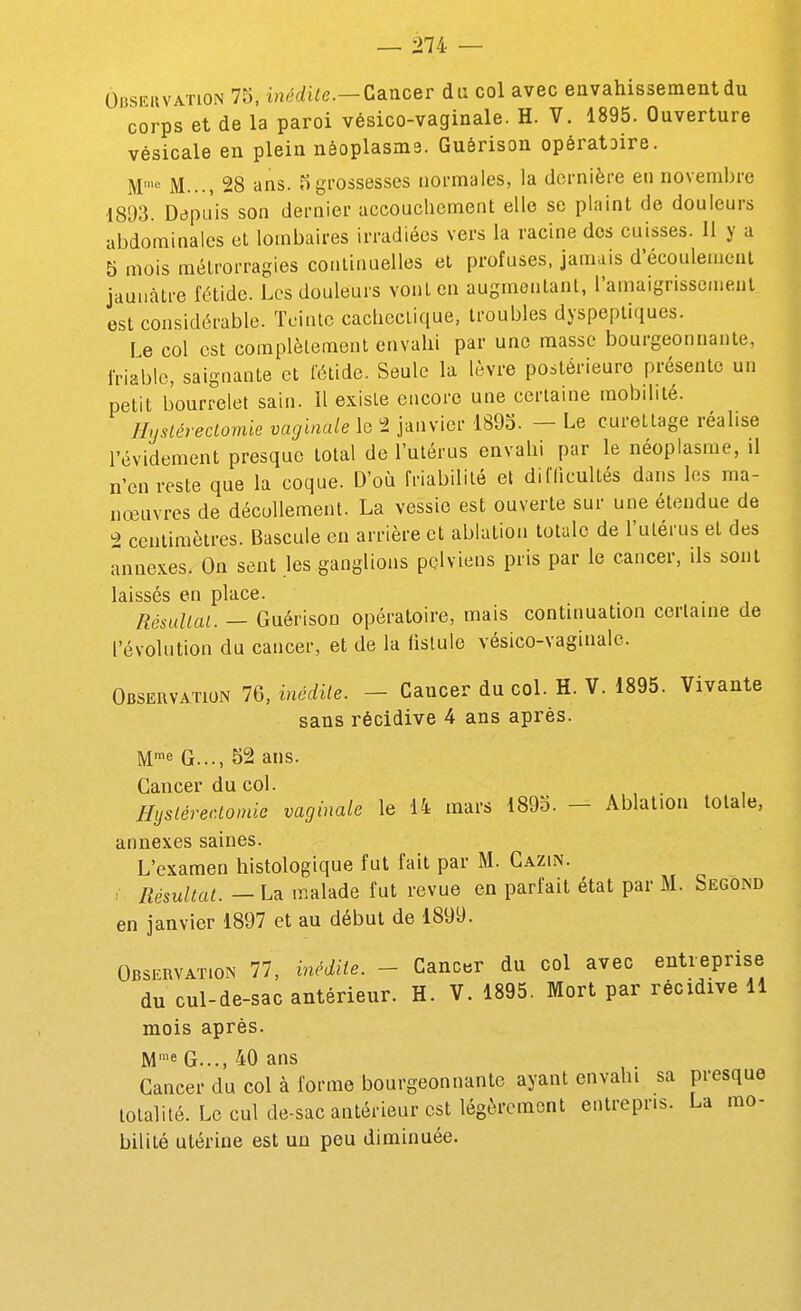 — 274 —
OBSERVATION 75, inédite.—Cancer du col avec envahissement du
corps et de la paroi vésico-vaginale. H. V. 1895. Ouverture
vésicale en plein néoplasme. Guérison opératoire.
Mme M..., 28 ans. 5 grossesses normales, la dernière en novembre
1893. Depuis son dernier accouchement elle se plaint de douleurs
abdominales et lombaires irradiées vers la racine des cuisses. Il y a
5 mois métrorragies continuelles et profuses, jamais d'écoulement
jaunâtre fétide. Les douleurs vont en augmentant, l'amaigrissement
est considérable. Teinte cachectique, troubles dyspeptiques.
Le col est complètement envahi par une masse bourgeonnante,
friable, saignante et fétide. Seule la lèvre postérieure présente un
petit bourrelet sain. Il existe encore une certaine mobilité.
Hystérectomie vaginale le 2 janvier 1895. — Le curettage réalise
l'évidement presque total de l'utérus envahi par le néoplasme, il
n'en reste que la coque. D'où friabilité et difficultés dans les ma-
nœuvres de décollement. La vessie est ouverte sur une étendue de
2 centimètres. Bascule en arrière et ablation totale de l'utérus et des
annexes. On sent les ganglions pelviens pris par le cancer, ils sont
laissés en place.
Résultat. — Guérison opératoire, mais continuation certaine de
l'évolution du cancer, et de la fistule vésico-vaginale.
OBSERVATION 76, inédite. — Cancer du col. H. V. 1895. Vivante
sans récidive 4 ans après.
Mme G..., 52 ans.
Cancer du col.
Hystérectomie vaginale le 14 mars 1895. — Ablation totale,
annexes saines.
L'examen histologique fut fait par M. CAZIN.
Résultat. — La malade fut revue en parfait état par M. SEGOND
en janvier 1897 et au début de 1899.
OBSERVATION 77, inédite. — Cancer du col avec entreprise
du cul-de-sac antérieur. H. V. 1895. Mort par récidive 11
mois après.
Mme G..., 40 ans
Cancer du col à forme bourgeonnante ayant envahi sa presque
totalité. Le cul de-sac antérieur est légèrement entrepris. La mo-
bilité utérine est un peu diminuée.